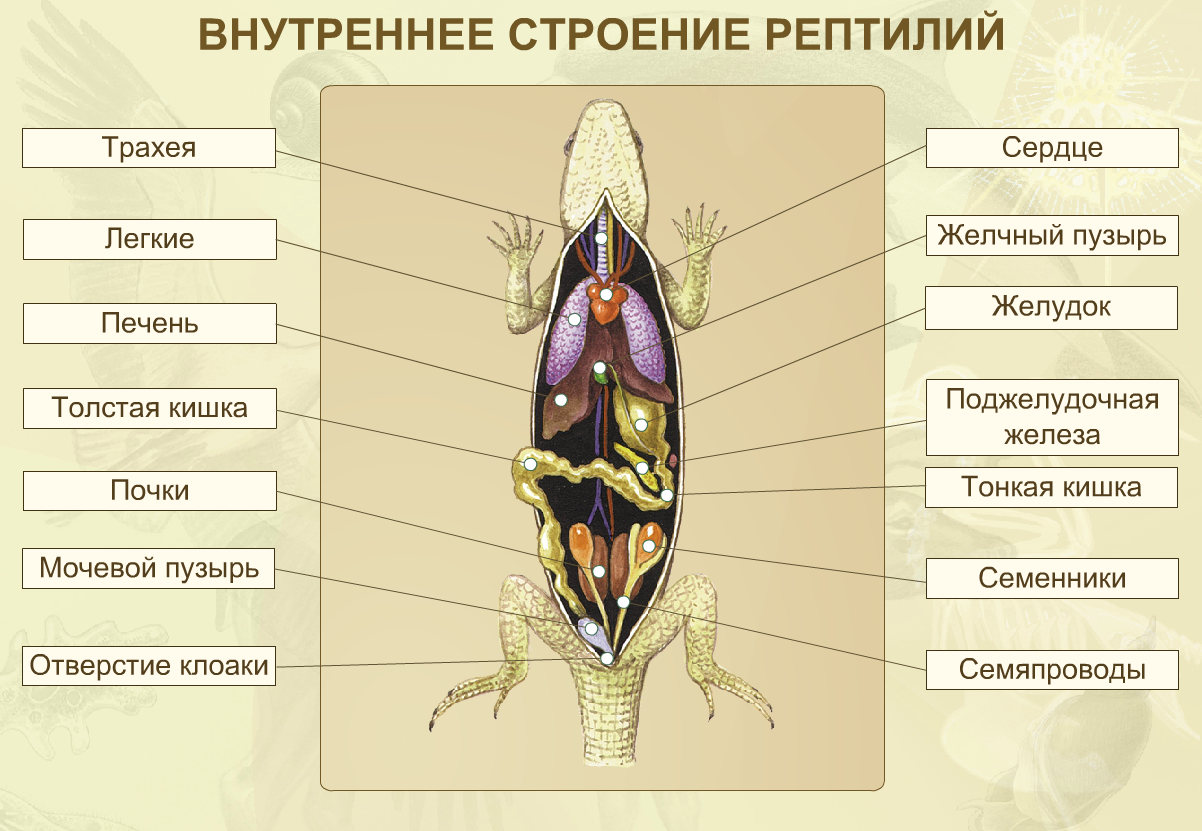 ВНУТРЕННЕЕ СТРОЕНИЕ РЕПТИЛИЙ
Трахея
Легкие
Печень
Толстая кишка
Почки
Мочевой пузырь
Отверстие клоаки
Сердце
Желчный пузырь
Желудок
Поджелудочная
железа
Тонкая кишка
Семенники
Семяпроводы